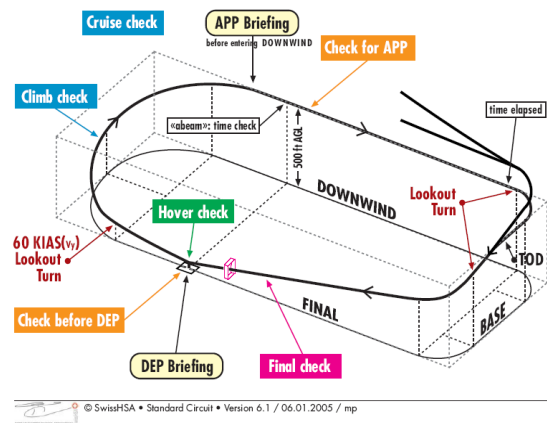 Cruise check
APP Briefing
before entering DOWNWIND
Check for APP
Climb check
«abeam»: time check
500 ft AGL
time elapsed
DOWNWIND
Lookout
Turn
Hover check
60 KIAS(vy)
Lookout
Turn
TOD
Check before DEP
FINAL
BASE
DEP Briefing
Final check
© SwissHSA • Standard Circuit • Version 6.1 / 06.01.2005 / mp